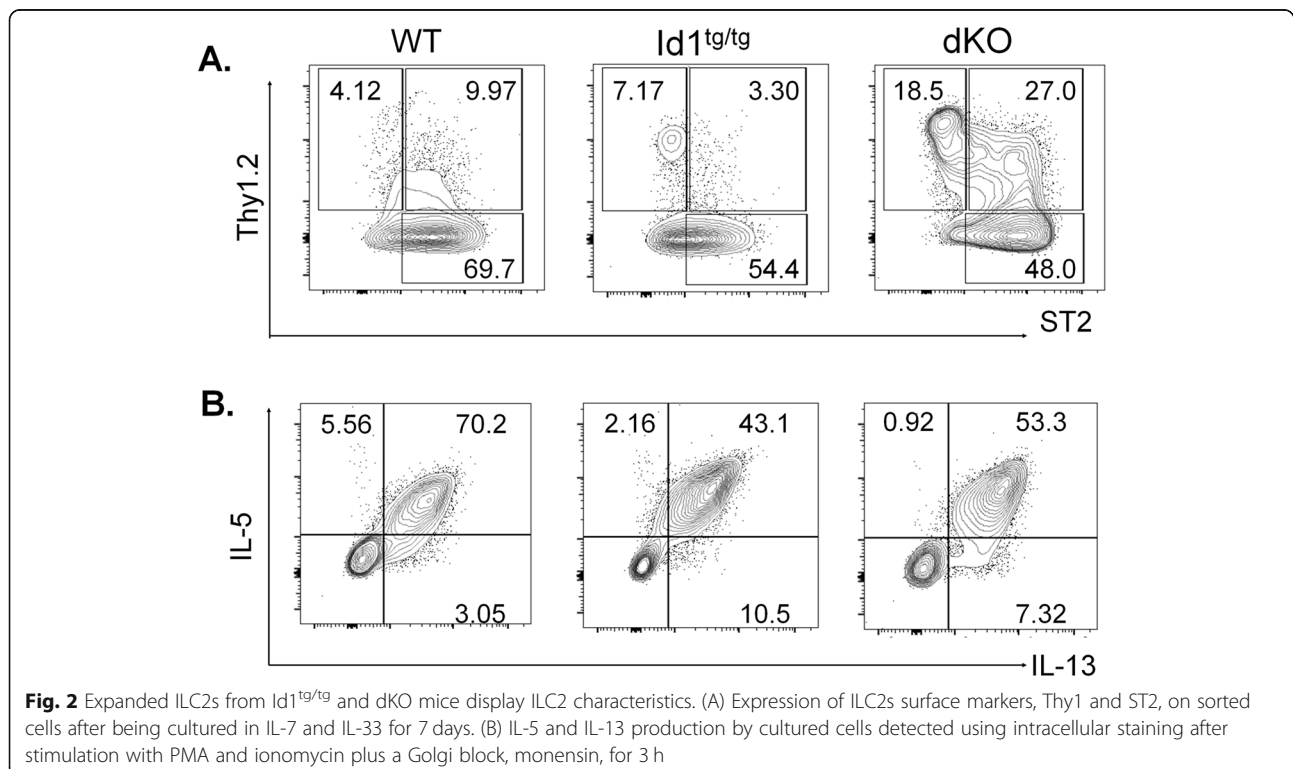 WT Id1tg/tg dKO
A.
4.12 9.97 7.17 3.30 18.5 27.0
Thy1.2
69.7 54.4 48.0
ST2
B.
5.56 70.2 2.16 43.1 0.92 53.3
IL-5
3.05 10.5 7.32
IL-13
Fig. 2 Expanded ILC2s from Id1tg/tg and dKO mice display ILC2 characteristics. (A) Expression of ILC2s surface markers, Thy1 and ST2, on sorted
cells after being cultured in IL-7 and IL-33 for 7 days. (B) IL-5 and IL-13 production by cultured cells detected using intracellular staining after
stimulation with PMA and ionomycin plus a Golgi block, monensin, for 3 h